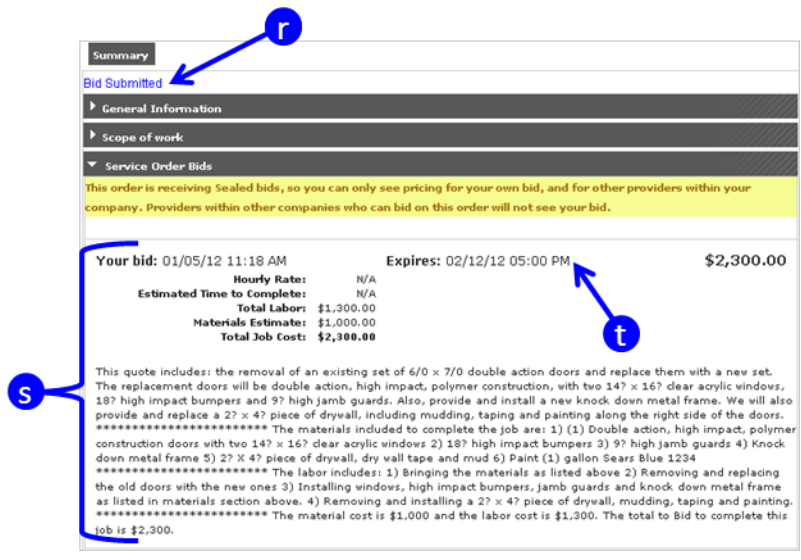 r
Summary
Bid Submitted
General Information
Scope of work
Service Order Bids
This order is receiving Sealed bids, so you can only see pricing for your own bid, and for other providers within your
company. Providers within other companies who can bid on this order will not see your bid.
Your bid: 01/05/12 11:18 AM Expires: 02/12/12 05:00 PM $2,300.00
Hourly Rate: N/A
Estimated Time to Complete: N/A
Total Labor: $1,300.00
Materials Estimate: $1,000.00
Total Job Cost: $2,300.00
t
s
This quote includes: the removal of an existing set of 6/0 x 7/0 double action doors and replace them with a new set.
The replacement doors will be double action, high impact, polymer construction, with two 14? x 16? clear acrylic windows,
18? high impact bumpers and 9? high jamb guards. Also, provide and install a new knock down metal frame. We will also
provide and replace a 2? x 4? piece of drywall, including mudding, taping and painting along the right side of the doors.
************************ The materials included to complete the job are: 1) (1) Double action, high impact, polymer
construction doors with two 14? x 16? clear acrylic windows 2) 18? high impact bumpers 3) 9? high jamb guards 4) Knock
down metal frame 5) 2? X 4? piece of drywall, dry wall tape and mud 6) Paint (1) gallon Sears Blue 1234
************************ The labor includes: 1) Bringing the materials as listed above 2) Removing and replacing
the old doors with the new ones 3) Installing windows, high impact bumpers, jamb guards and knock down metal frame
as listed in materials section above. 4) Removing and installing a 2? x 4? piece of drywall, mudding, taping and painting.
************************ The material cost is $1,000 and the labor cost is $1,300. The total to Bid to complete this
job is $2,300.